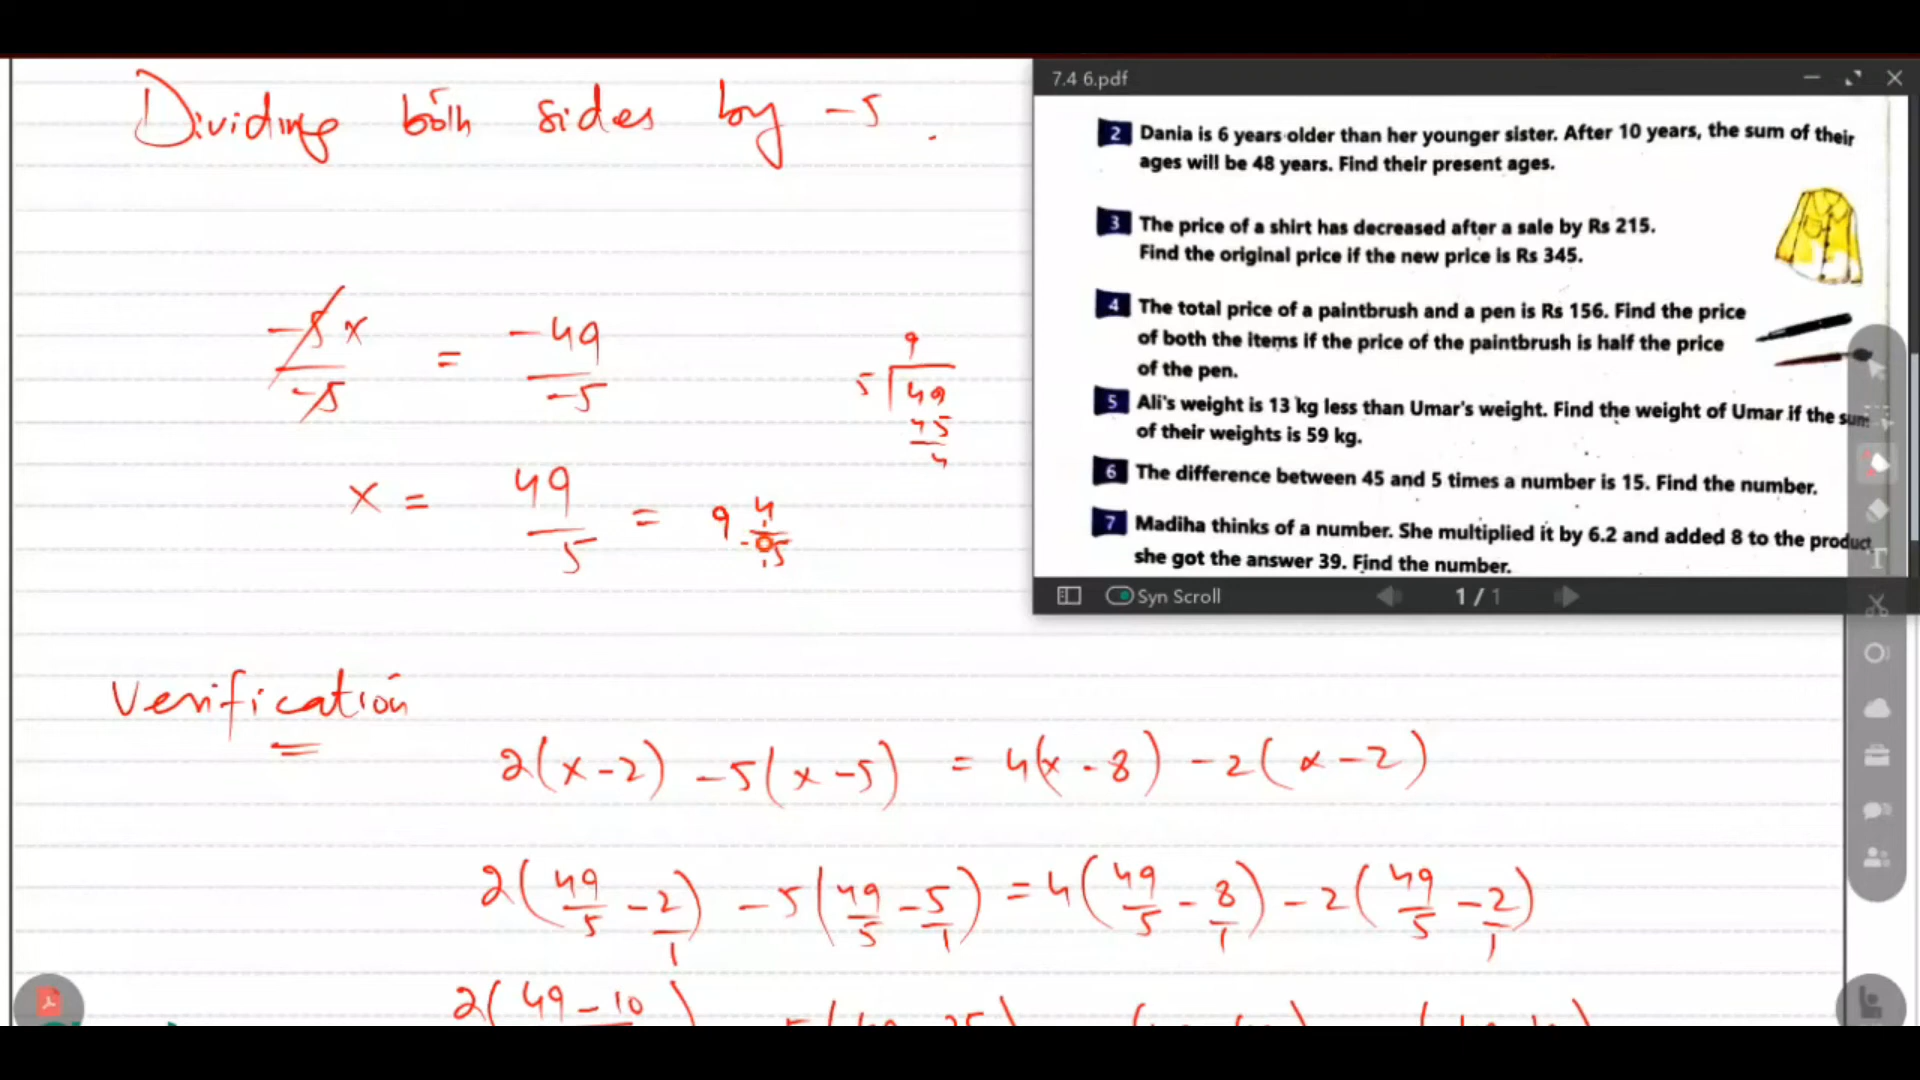 Dividing both sides by -5.
-5x / -5 = -49 / -5
9
5 49
45
4
x = 49/5 = 9 4/5
Verification
2(x-2) -5(x-5) = 4(x-8) -2(x-2)
2(49/5 - 2/1) - 5(49/5 - 5/1) = 4(49/5 - 8/1) - 2(49/5 - 2/1)
2(49-10
7.4 6.pdf
2 Dania is 6 years older than her younger sister. After 10 years, the sum of their
ages will be 48 years. Find their present ages.
3 The price of a shirt has decreased after a sale by Rs 215.
Find the original price if the new price is Rs 345.
4 The total price of a paintbrush and a pen is Rs 156. Find the price
of both the items if the price of the paintbrush is half the price
of the pen.
5 Ali's weight is 13 kg less than Umar's weight. Find the weight of Umar if the sum
of their weights is 59 kg.
6 The difference between 45 and 5 times a number is 15. Find the number.
7 Madiha thinks of a number. She multiplied it by 6.2 and added 8 to the product
she got the answer 39. Find the number.
Syn Scroll
1 / 1